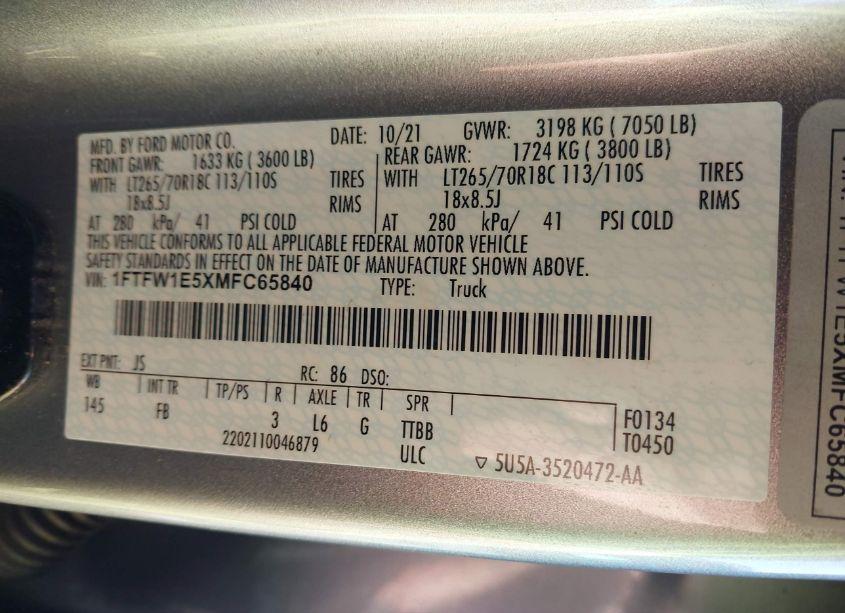 MFD. BY FORD MOTOR CO. DATE: 10/21 GVWR: 3198 KG ( 7050 LB)
FRONT GAWR: 1633 KG ( 3600 LB) REAR GAWR: 1724 KG ( 3800 LB)
WITH LT265/70R18C 113/110S TIRES WITH LT265/70R18C 113/110S TIRES
18x8.5J RIMS 18x8.5J RIMS
AT 280 kPa/ 41 PSI COLD AT 280 kPa/ 41 PSI COLD
THIS VEHICLE CONFORMS TO ALL APPLICABLE FEDERAL MOTOR VEHICLE
SAFETY STANDARDS IN EFFECT ON THE DATE OF MANUFACTURE SHOWN ABOVE.
VIN: 1FTFW1E5XMFC65840 TYPE: Truck
EXT PNT: JS RC: 86 DSO:
WB INT TR TP/PS R AXLE TR SPR
145 FB 3 L6 G TTBB F0134
2202110046879 ULC T0450
▽ 5U5A-3520472-AA